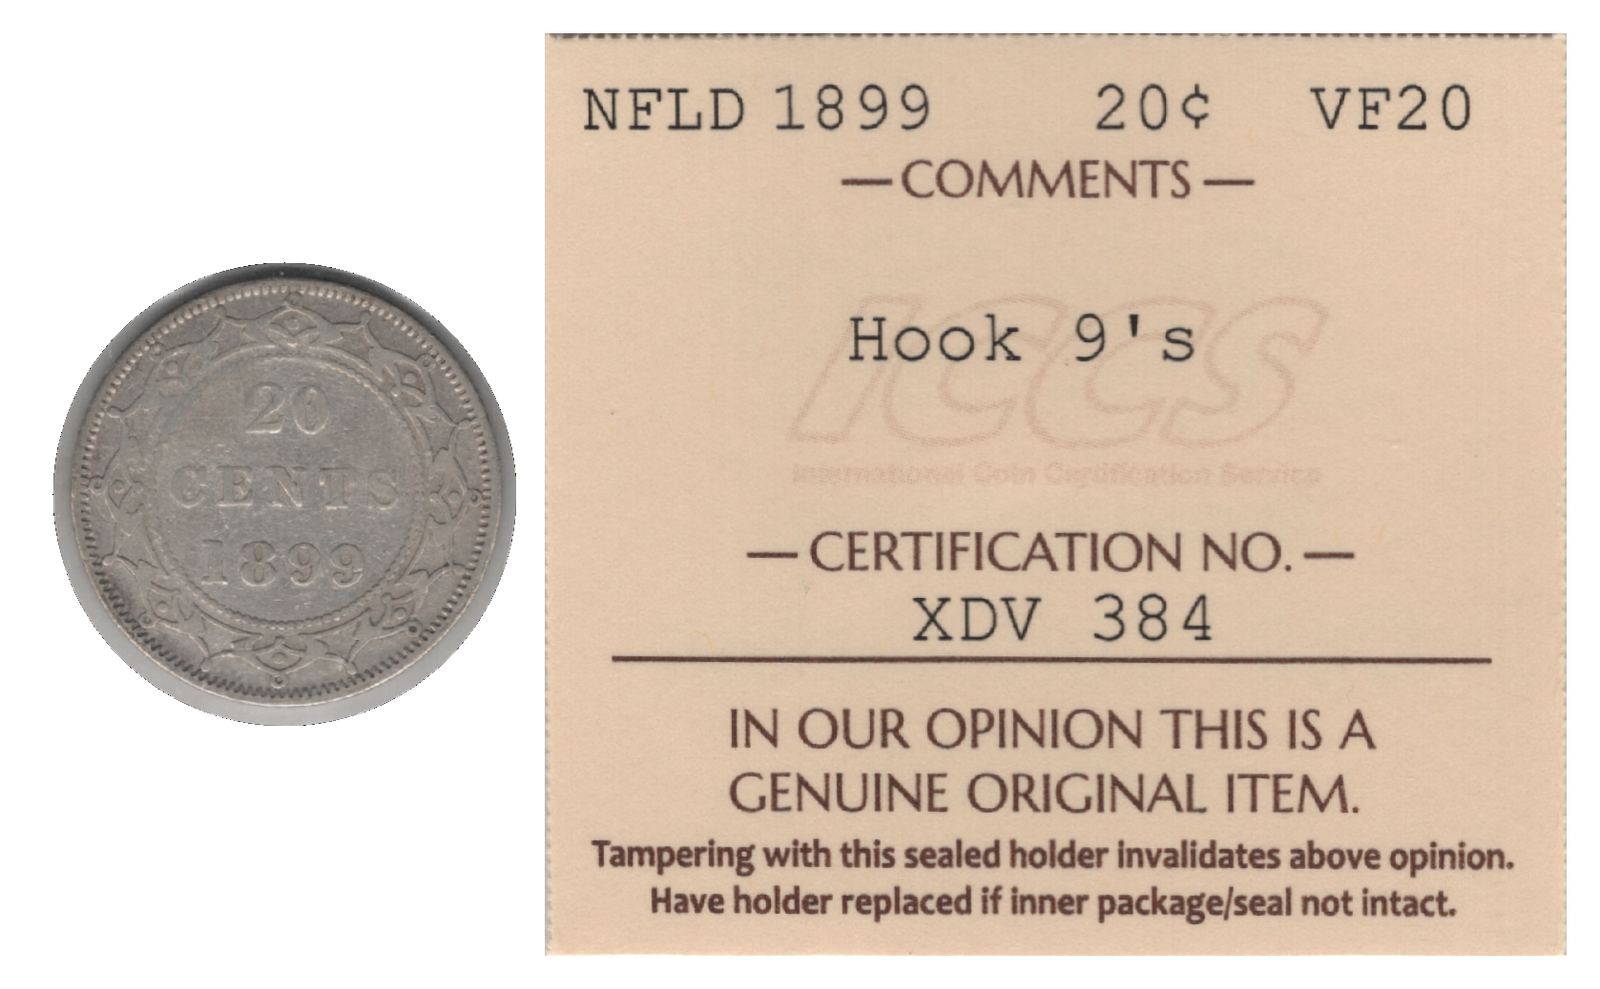 20
CENTS
1899
NFLD 1899 20¢ VF20
— COMMENTS —
Hook 9's
ICCS
International Coin Certification Service
— CERTIFICATION NO. —
XDV 384
IN OUR OPINION THIS IS A
GENUINE ORIGINAL ITEM.
Tampering with this sealed holder invalidates above opinion.
Have holder replaced if inner package/seal not intact.